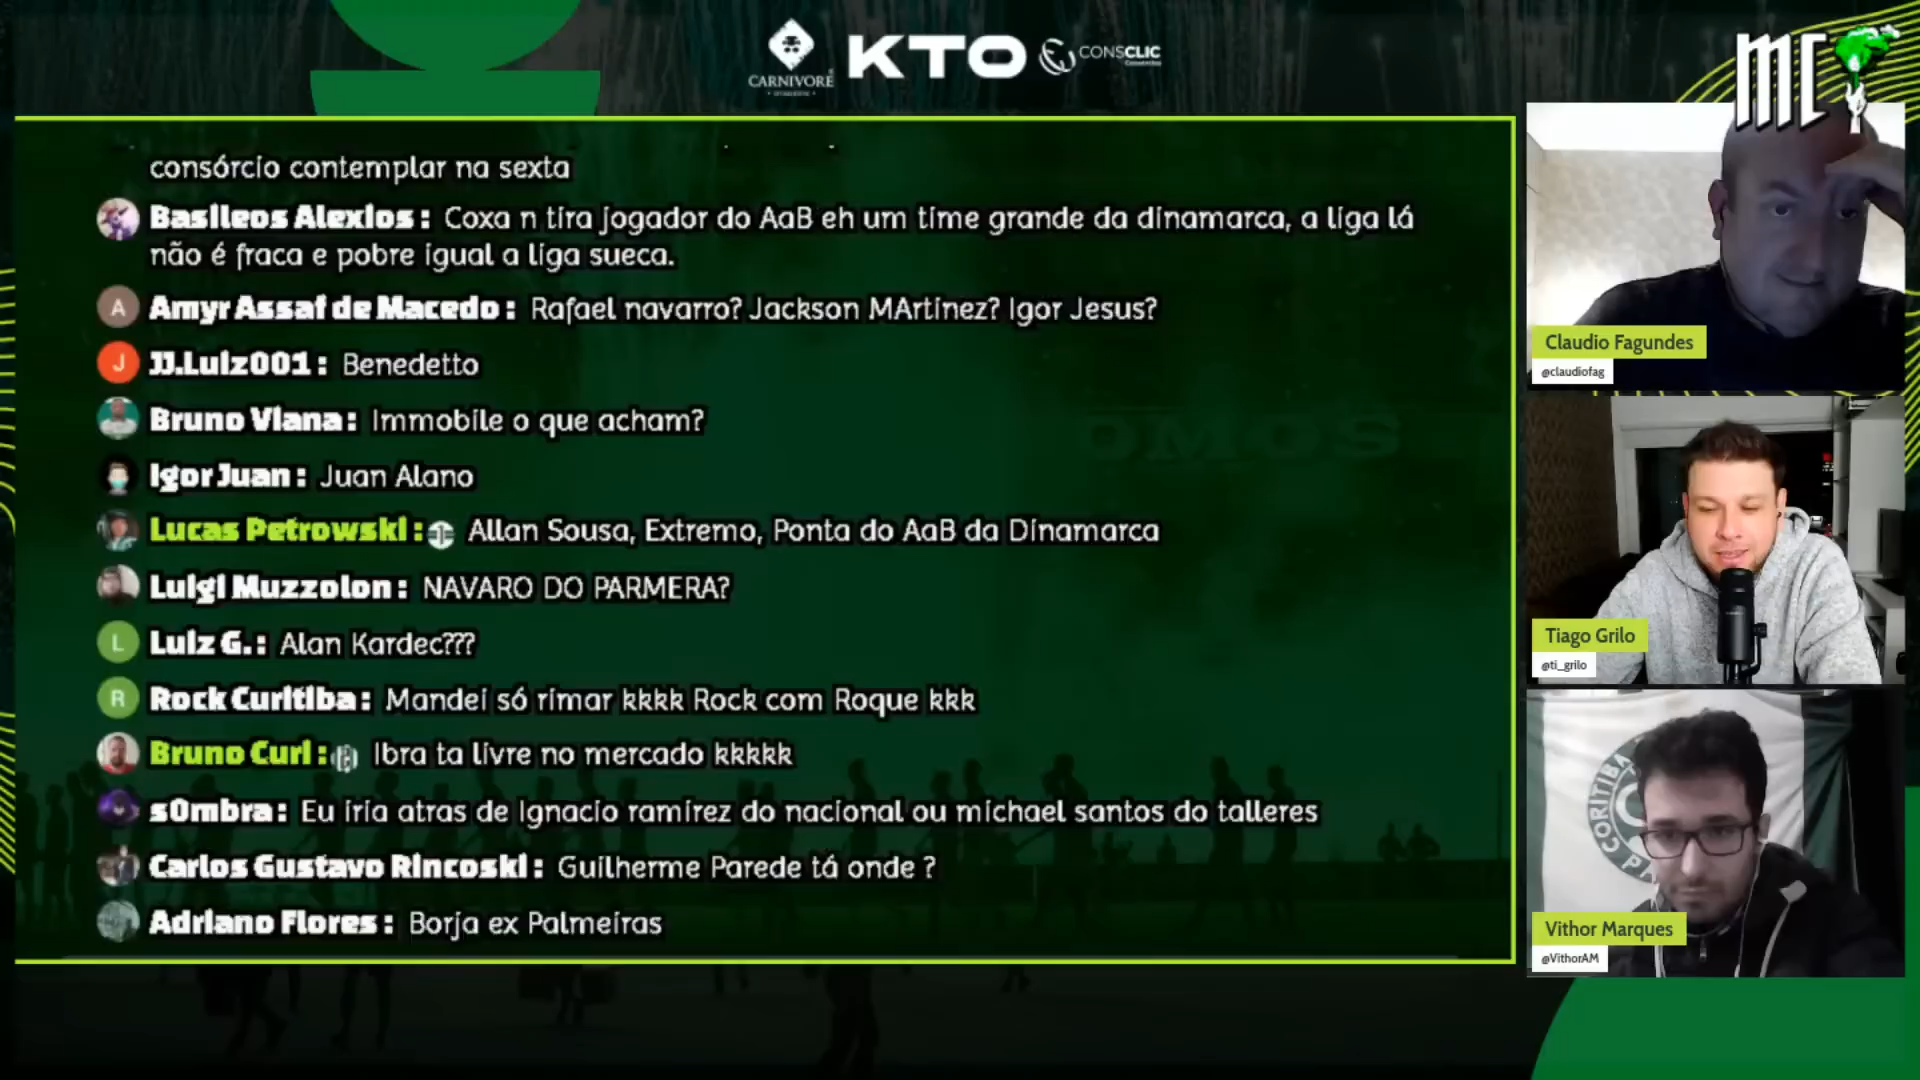 CARNIVORE
KTO
CONSCLIC
MC
consórcio contemplar na sexta
Basileos Alexios : Coxa n tira jogador do AaB eh um time grande da dinamarca, a liga lá
não é fraca e pobre igual a liga sueca.
A Amyr Assaf de Macedo : Rafael navarro? Jackson MArtinez? Igor Jesus?
J JJ.Luiz001 : Benedetto
Bruno Viana : Immobile o que acham?
Igor Juan : Juan Alano
Lucas Petrowski : Allan Sousa, Extremo, Ponta do AaB da Dinamarca
Luigi Muzzolon : NAVARO DO PARMERA?
L Luiz G. : Alan Kardec???
R Rock Curitiba : Mandei só rimar kkkk Rock com Roque kkk
Bruno Curi : Ibra ta livre no mercado kkkkk
s0mbra : Eu iria atras de Ignacio ramirez do nacional ou michael santos do talleres
Carlos Gustavo Rincoski : Guilherme Parede tá onde ?
Adriano Flores : Borja ex Palmeiras
Claudio Fagundes
@claudiofag
Tiago Grilo
@ti_grilo
CORITIBA
Vithor Marques
@VithorAM